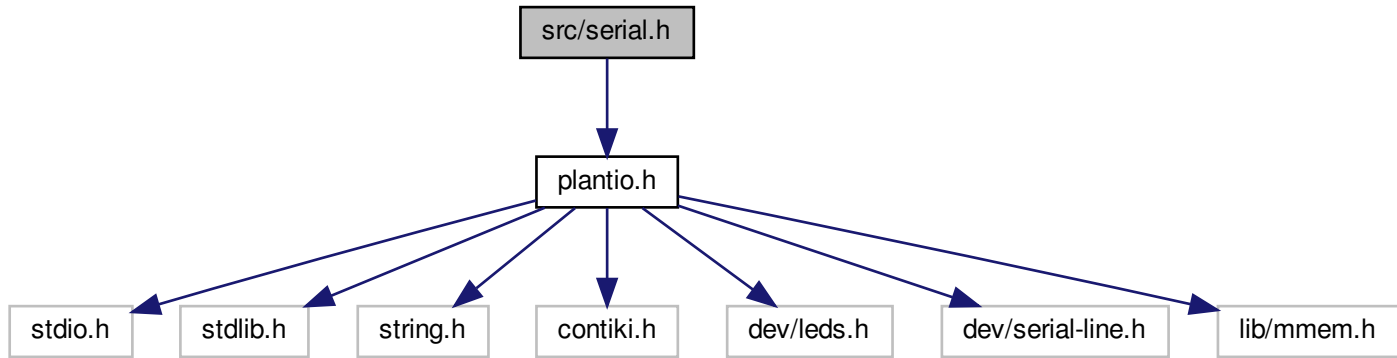 src/serial.h
plantio.h
stdio.h
stdlib.h
string.h
contiki.h
dev/leds.h
dev/serial-line.h
lib/mmem.h